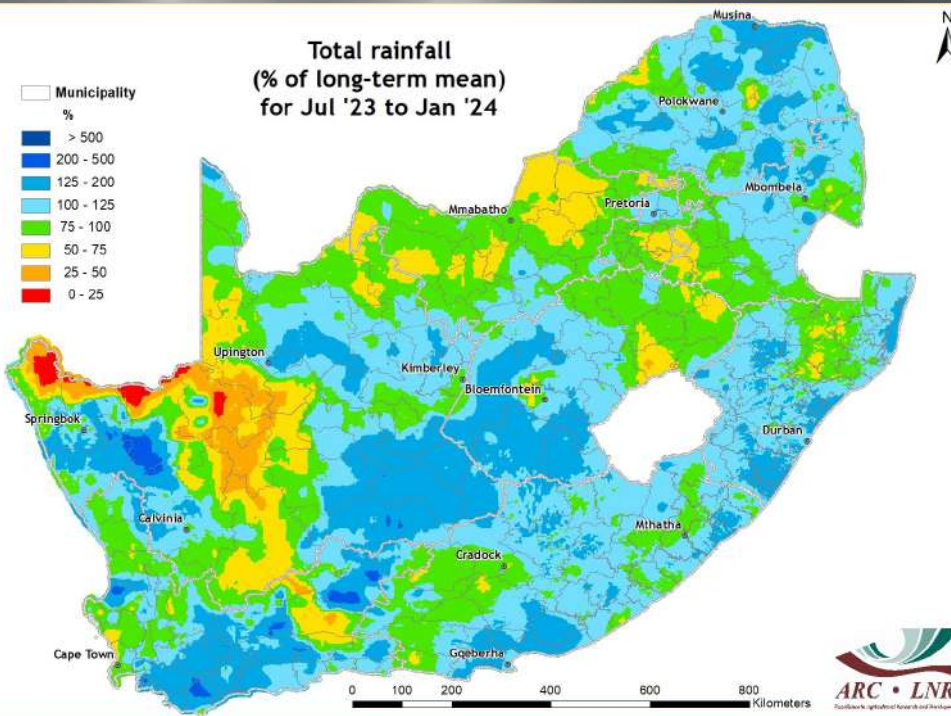 Total rainfall
(% of long-term mean)
for Jul '23 to Jan '24
N
Municipality
%
> 500
200 - 500
125 - 200
100 - 125
75 - 100
50 - 75
25 - 50
0 - 25
Musina
Polokwane
Mbombela
Pretoria
Mmabatho
Upington
Kimberley
Bloemfontein
Springbok
Durban
Calvinia
Mthatha
Cradock
Cape Town
Gqeberha
0 100 200 400 600 800
Kilometers
ARC • LNR